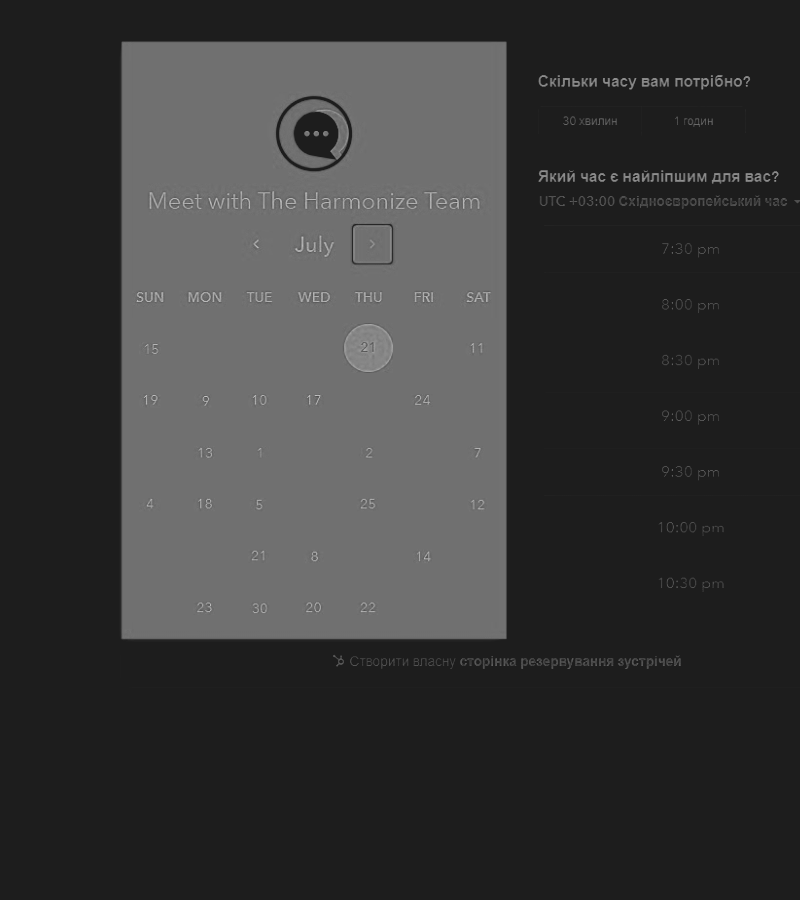 Meet with The Harmonize Team
July
SUN MON TUE WED THU FRI SAT
15 21 11
19 9 10 17 24
13 1 2 7
4 18 5 25 12
21 8 14
23 30 20 22
Скільки часу вам потрібно?
30 хвилин 1 годин
Який час є найліпшим для вас?
UTC +03:00 Східноєвропейський час
7:30 pm
8:00 pm
8:30 pm
9:00 pm
9:30 pm
10:00 pm
10:30 pm
Створити власну сторінка резервування зустрічей